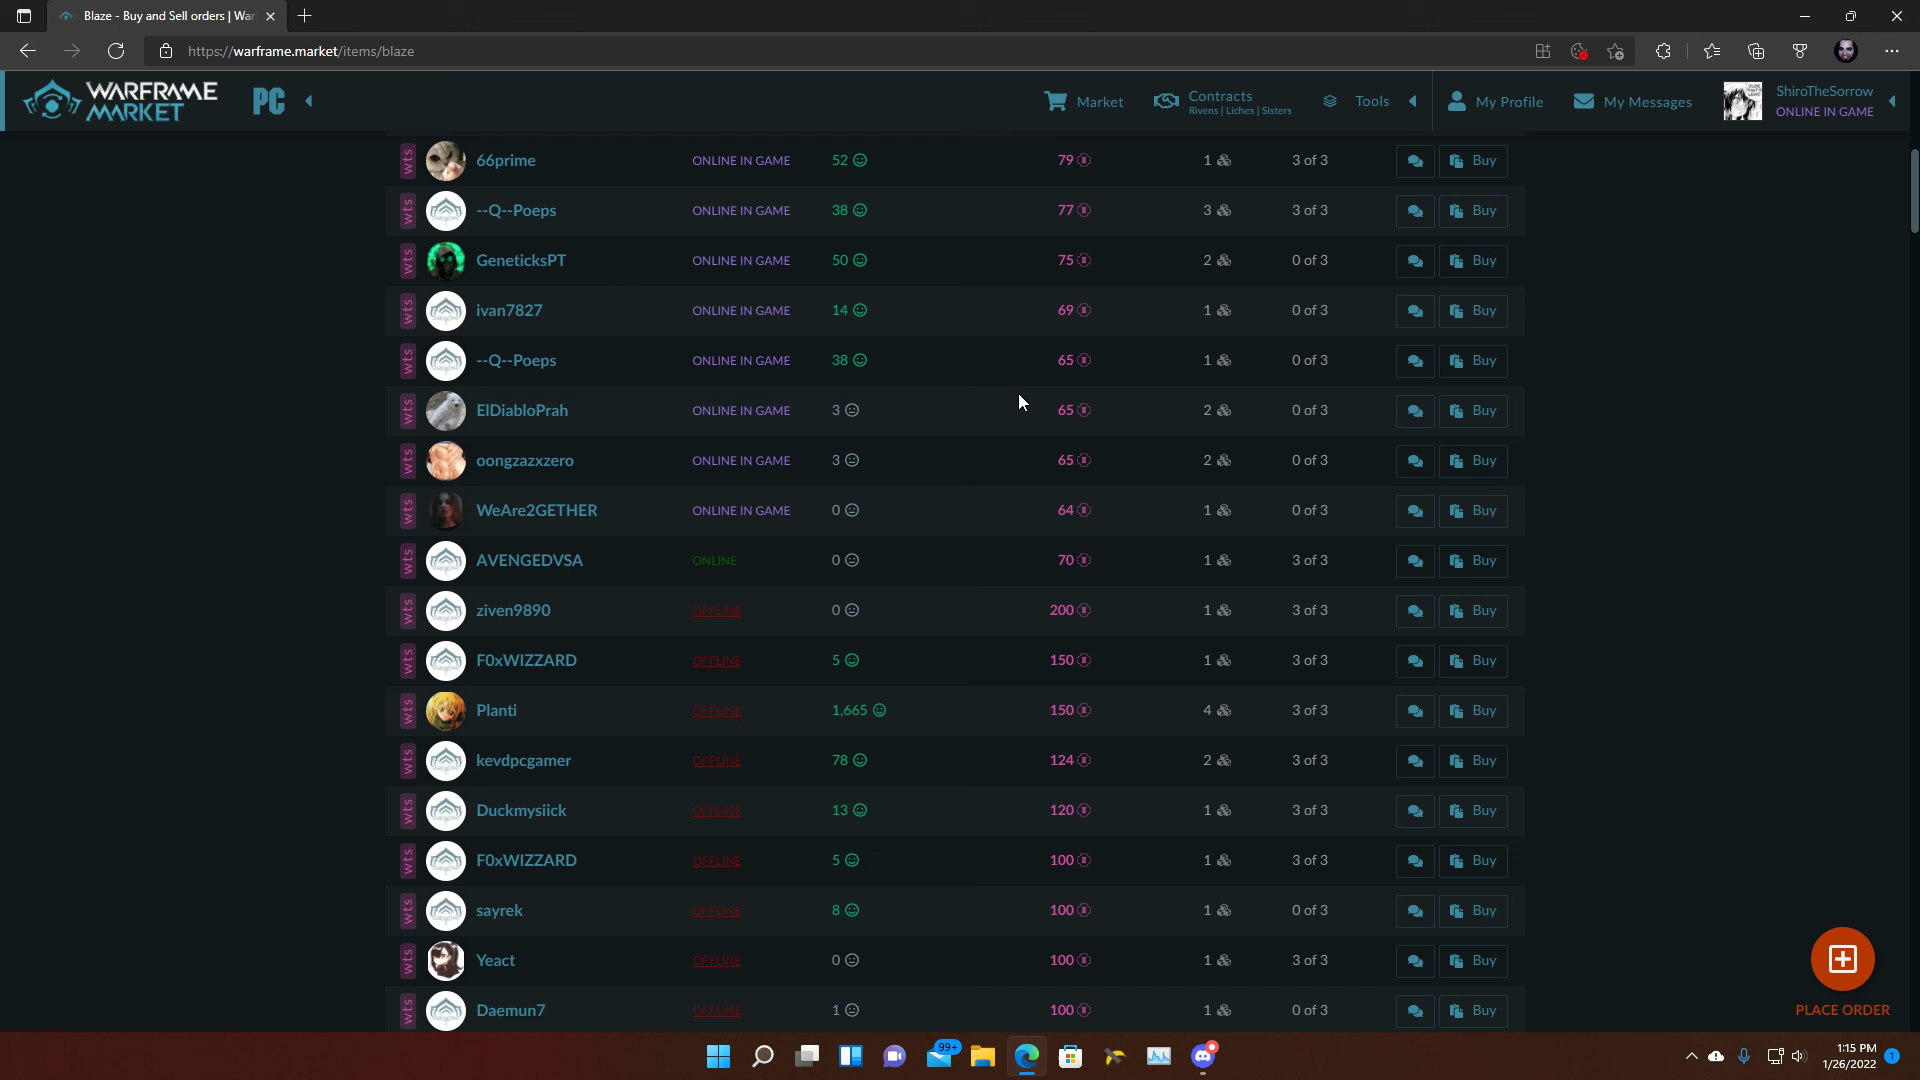 Blaze - Buy and Sell orders | War
https://warframe.market/items/blaze
WARFRAME MARKET
PC
Market
Contracts
Rivens | Liches | Sisters
Tools
My Profile
My Messages
ShiroTheSorrow
ONLINE IN GAME
wts 66prime ONLINE IN GAME 52 79 1 3 of 3 Buy
wts --Q--Poeps ONLINE IN GAME 38 77 3 3 of 3 Buy
wts GeneticksPT ONLINE IN GAME 50 75 2 0 of 3 Buy
wts ivan7827 ONLINE IN GAME 14 69 1 0 of 3 Buy
wts --Q--Poeps ONLINE IN GAME 38 65 1 0 of 3 Buy
wts ElDiabloPrah ONLINE IN GAME 3 65 2 0 of 3 Buy
wts oongzazxzero ONLINE IN GAME 3 65 2 0 of 3 Buy
wts WeAre2GETHER ONLINE IN GAME 0 64 1 0 of 3 Buy
wts AVENGEDVSA ONLINE 0 70 1 3 of 3 Buy
wts ziven9890 OFFLINE 0 200 1 3 of 3 Buy
wts F0xWIZZARD OFFLINE 5 150 1 3 of 3 Buy
wts Planti OFFLINE 1,665 150 4 3 of 3 Buy
wts kevdpcgamer OFFLINE 78 124 2 3 of 3 Buy
wts Duckmysiick OFFLINE 13 120 1 3 of 3 Buy
wts F0xWIZZARD OFFLINE 5 100 1 3 of 3 Buy
wts sayrek OFFLINE 8 100 1 0 of 3 Buy
wts Yeact OFFLINE 0 100 1 3 of 3 Buy
wts Daemun7 OFFLINE 1 100 1 0 of 3 Buy
PLACE ORDER
99+
1:15 PM
1/26/2022
1